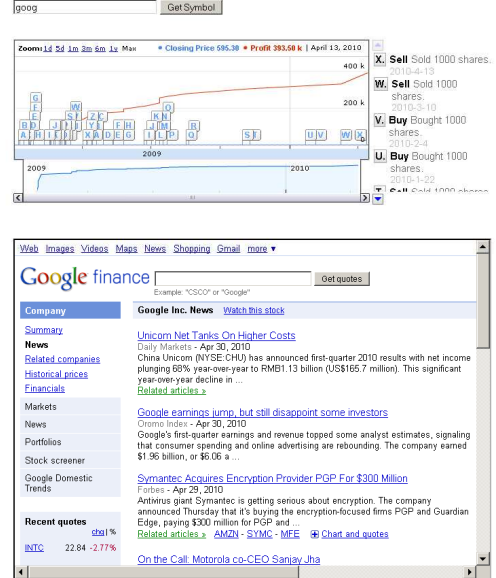 goog
Get Symbol
Zoom: 1d 5d 1m 3m 6m 1y Max
Closing Price 595.38 Profit 393.50 k | April 13, 2010
400 k
200 k
2009
2009
2010
X. Sell Sold 1000 shares.
2010-4-13
W. Sell Sold 1000
shares.
2010-3-10
V. Buy Bought 1000
shares.
2010-2-4
U. Buy Bought 1000
shares.
2010-1-22
Web Images Videos Maps News Shopping Gmail more ▼
Google finance
Get quotes
Example: "CSCO" or "Google"
Company
Summary
News
Related companies
Historical prices
Financials
Markets
News
Portfolios
Stock screener
Google Domestic
Trends
Recent quotes
chg | %
INTC 22.84 -2.77%
Google Inc. News Watch this stock
Unicom Net Tanks On Higher Costs
Daily Markets - Apr 30, 2010
China Unicom (NYSE:CHU) has announced first-quarter 2010 results with net income
plunging 68% year-over-year to RMB1.13 billion (US$165.7 million). This significant
year-over-year decline in ...
Related articles »
Google earnings jump, but still disappoint some investors
Oromo Index - Apr 30, 2010
Google's first-quarter earnings and revenue topped some analyst estimates, signaling
that consumer spending and online advertising are rebounding. The company earned
$1.96 billion, or $6.06 a ...
Symantec Acquires Encryption Provider PGP For $300 Million
Forbes - Apr 29, 2010
Antivirus giant Symantec is getting serious about encryption. The company
announced Thursday that it's buying the encryption-focused firms PGP and Guardian
Edge, paying $300 million for PGP and ...
Related articles » AMZN - SYMC - MFE Chart and quotes
On the Call: Motorola co-CEO Sanjay Jha